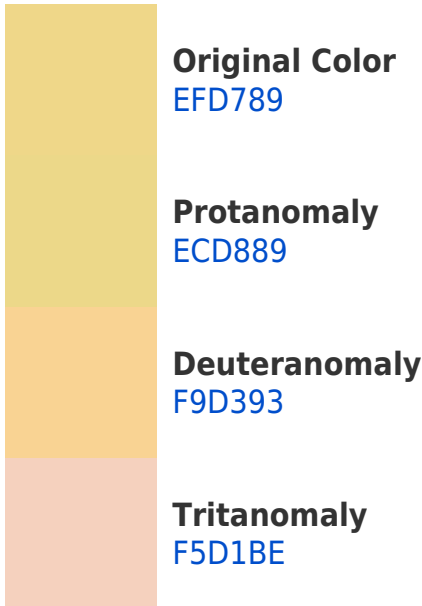 Original Color
EFD789
Protanomaly
ECD889
Deuteranomaly
F9D393
Tritanomaly
F5D1BE